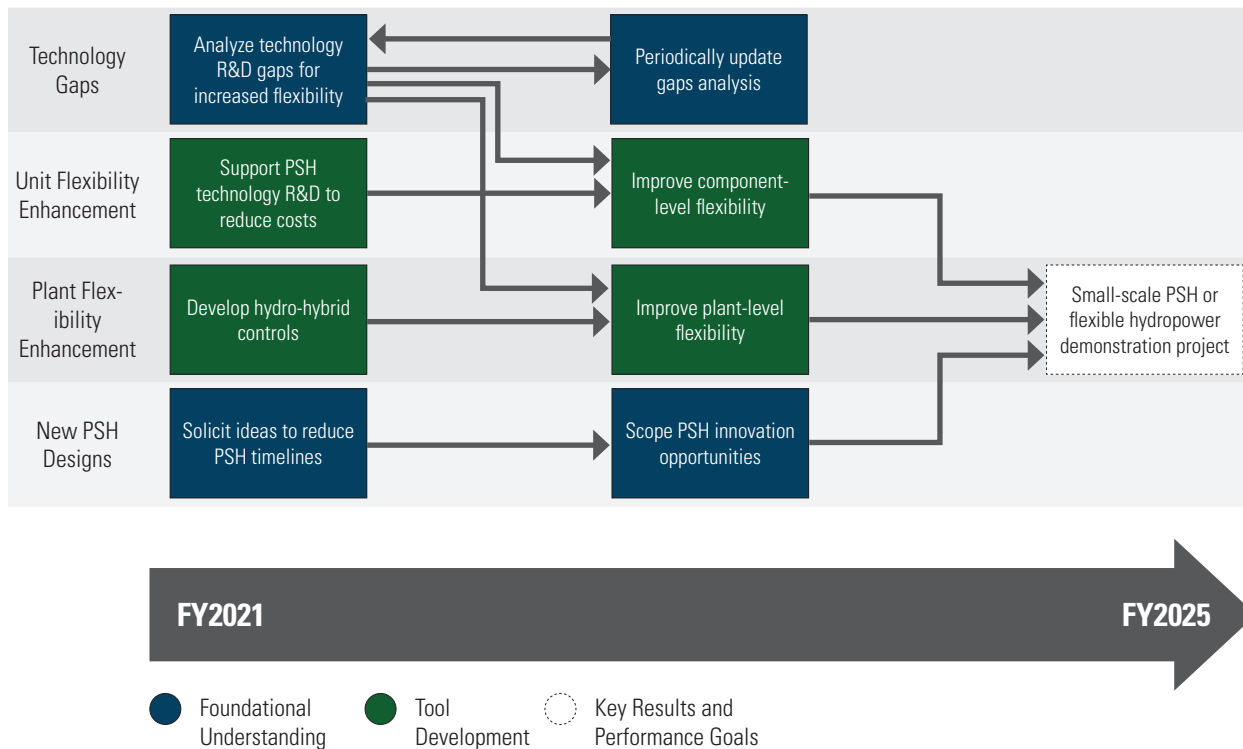 Technology
Gaps
Analyze technology
R&D gaps for
increased flexibility
Periodically update
gaps analysis
Unit Flexibility
Enhancement
Support PSH
technology R&D to
reduce costs
Improve component-
level flexibility
Plant Flex-
ibility
Enhancement
Develop hydro-hybrid
controls
Improve plant-level
flexibility
Small-scale PSH or
flexible hydropower
demonstration project
New PSH
Designs
Solicit ideas to reduce
PSH timelines
Scope PSH innovation
opportunities
FY2021
FY2025
Foundational
Understanding
Tool
Development
Key Results and
Performance Goals